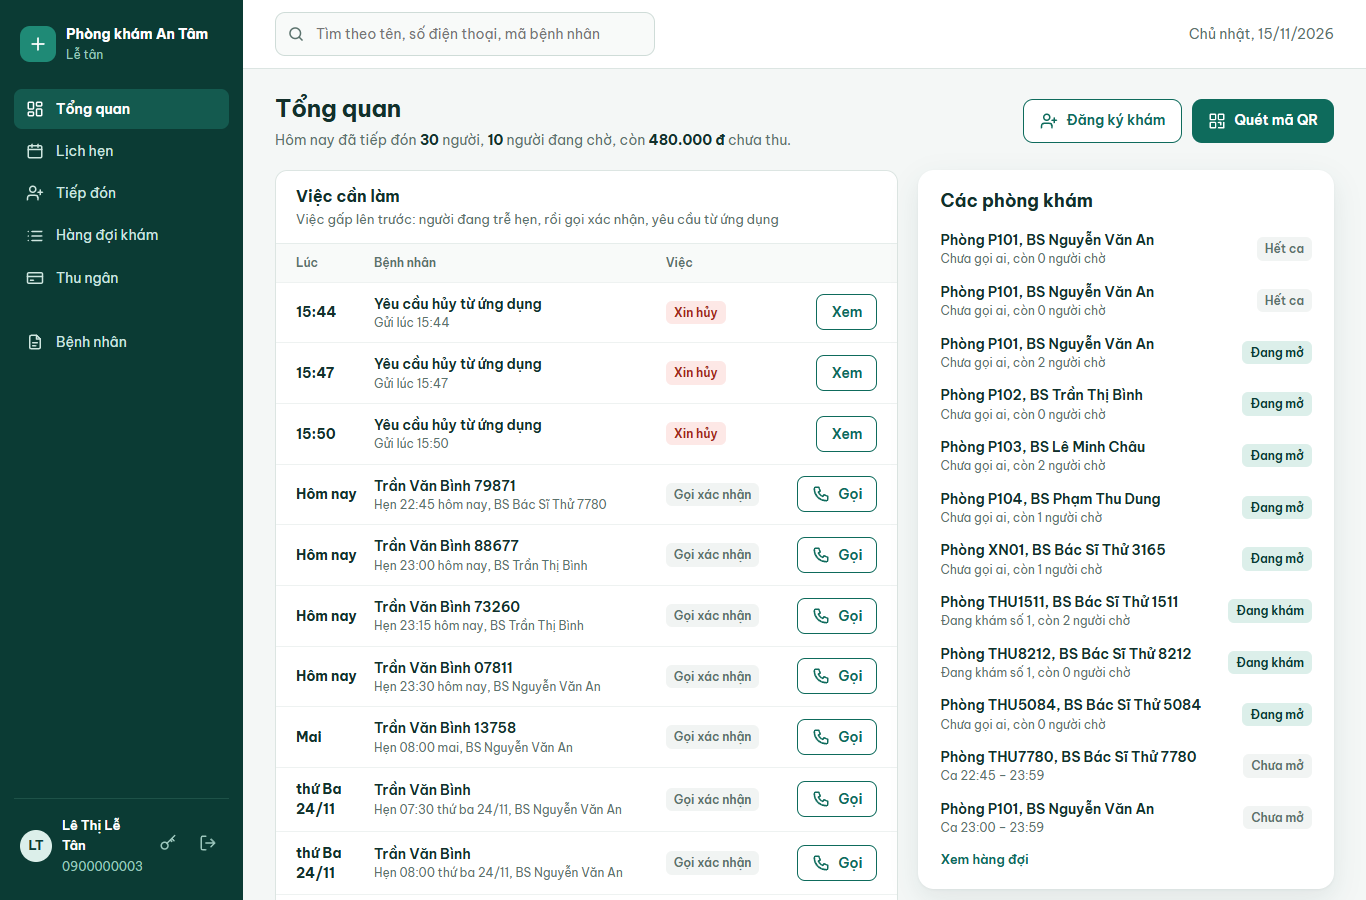 Phòng khám An Tâm
Lễ tân
Tổng quan
Lịch hẹn
Tiếp đón
Hàng đợi khám
Thu ngân
Bệnh nhân
LT
Lê Thị Lễ
Tân
0900000003
Tìm theo tên, số điện thoại, mã bệnh nhân
Chủ nhật, 15/11/2026
Tổng quan
Hôm nay đã tiếp đón 30 người, 10 người đang chờ, còn 480.000 đ chưa thu.
Đăng ký khám
Quét mã QR
Việc cần làm
Việc gấp lên trước: người đang trễ hẹn, rồi gọi xác nhận, yêu cầu từ ứng dụng
Lúc Bệnh nhân Việc
15:44 Yêu cầu hủy từ ứng dụng Xin hủy Xem
Gửi lúc 15:44
15:47 Yêu cầu hủy từ ứng dụng Xin hủy Xem
Gửi lúc 15:47
15:50 Yêu cầu hủy từ ứng dụng Xin hủy Xem
Gửi lúc 15:50
Hôm nay Trần Văn Bình 79871 Gọi xác nhận Gọi
Hẹn 22:45 hôm nay, BS Bác Sĩ Thử 7780
Hôm nay Trần Văn Bình 88677 Gọi xác nhận Gọi
Hẹn 23:00 hôm nay, BS Trần Thị Bình
Hôm nay Trần Văn Bình 73260 Gọi xác nhận Gọi
Hẹn 23:15 hôm nay, BS Trần Thị Bình
Hôm nay Trần Văn Bình 07811 Gọi xác nhận Gọi
Hẹn 23:30 hôm nay, BS Nguyễn Văn An
Mai Trần Văn Bình 13758 Gọi xác nhận Gọi
Hẹn 08:00 mai, BS Nguyễn Văn An
thứ Ba 24/11 Trần Văn Bình Gọi xác nhận Gọi
Hẹn 07:30 thứ ba 24/11, BS Nguyễn Văn An
thứ Ba 24/11 Trần Văn Bình Gọi xác nhận Gọi
Hẹn 08:00 thứ ba 24/11, BS Nguyễn Văn An
Các phòng khám
Phòng P101, BS Nguyễn Văn An Hết ca
Chưa gọi ai, còn 0 người chờ
Phòng P101, BS Nguyễn Văn An Hết ca
Chưa gọi ai, còn 0 người chờ
Phòng P101, BS Nguyễn Văn An Đang mở
Chưa gọi ai, còn 2 người chờ
Phòng P102, BS Trần Thị Bình Đang mở
Chưa gọi ai, còn 0 người chờ
Phòng P103, BS Lê Minh Châu Đang mở
Chưa gọi ai, còn 2 người chờ
Phòng P104, BS Phạm Thu Dung Đang mở
Chưa gọi ai, còn 1 người chờ
Phòng XN01, BS Bác Sĩ Thử 3165 Đang mở
Chưa gọi ai, còn 1 người chờ
Phòng THU1511, BS Bác Sĩ Thử 1511 Đang khám
Đang khám số 1, còn 2 người chờ
Phòng THU8212, BS Bác Sĩ Thử 8212 Đang khám
Đang khám số 1, còn 0 người chờ
Phòng THU5084, BS Bác Sĩ Thử 5084 Đang mở
Chưa gọi ai, còn 0 người chờ
Phòng THU7780, BS Bác Sĩ Thử 7780 Chưa mở
Ca 22:45 – 23:59
Phòng P101, BS Nguyễn Văn An Chưa mở
Ca 23:00 – 23:59
Xem hàng đợi